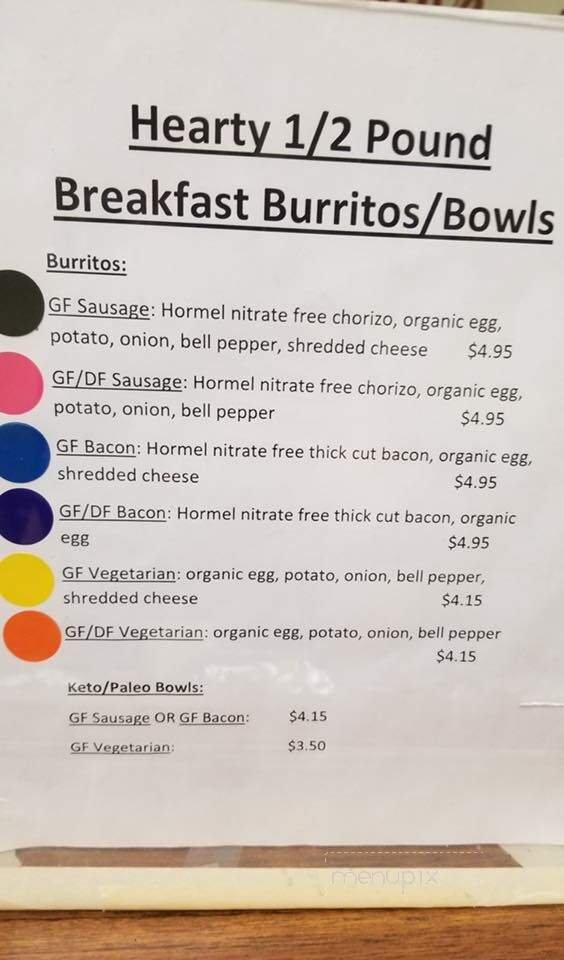 Hearty 1/2 Pound
Breakfast Burritos/Bowls
Burritos:
GF Sausage: Hormel nitrate free chorizo, organic egg,
potato, onion, bell pepper, shredded cheese $4.95
GF/DF Sausage: Hormel nitrate free chorizo, organic egg,
potato, onion, bell pepper $4.95
GF Bacon: Hormel nitrate free thick cut bacon, organic egg,
shredded cheese $4.95
GF/DF Bacon: Hormel nitrate free thick cut bacon, organic
egg $4.95
GF Vegetarian: organic egg, potato, onion, bell pepper,
shredded cheese $4.15
GF/DF Vegetarian: organic egg, potato, onion, bell pepper
$4.15
Keto/Paleo Bowls:
GF Sausage OR GF Bacon: $4.15
GF Vegetarian: $3.50
menupix